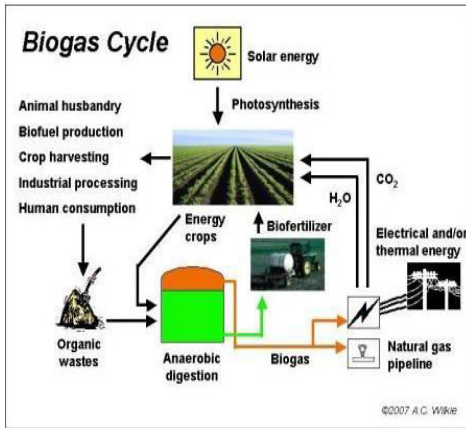 Biogas Cycle
Solar energy
Photosynthesis
Animal husbandry
Biofuel production
Crop harvesting
Industrial processing
Human consumption
CO2
H2O
Energy
crops
Biofertilizer
Electrical and/or
thermal energy
Organic
wastes
Anaerobic
digestion
Biogas
Natural gas
pipeline
©2007 A.C. Wilkie